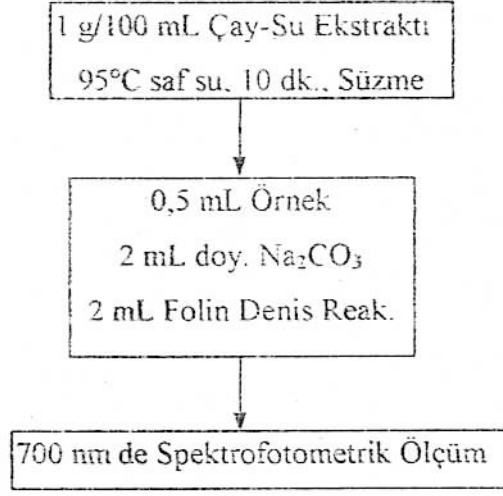 1 g/100 mL Çay-Su Ekstraktı
95°C saf su, 10 dk., Süzme
0,5 mL Örnek
2 mL doy. Na₂CO₃
2 mL Folin Denis Reak.
700 nm de Spektrofotometrik Ölçüm